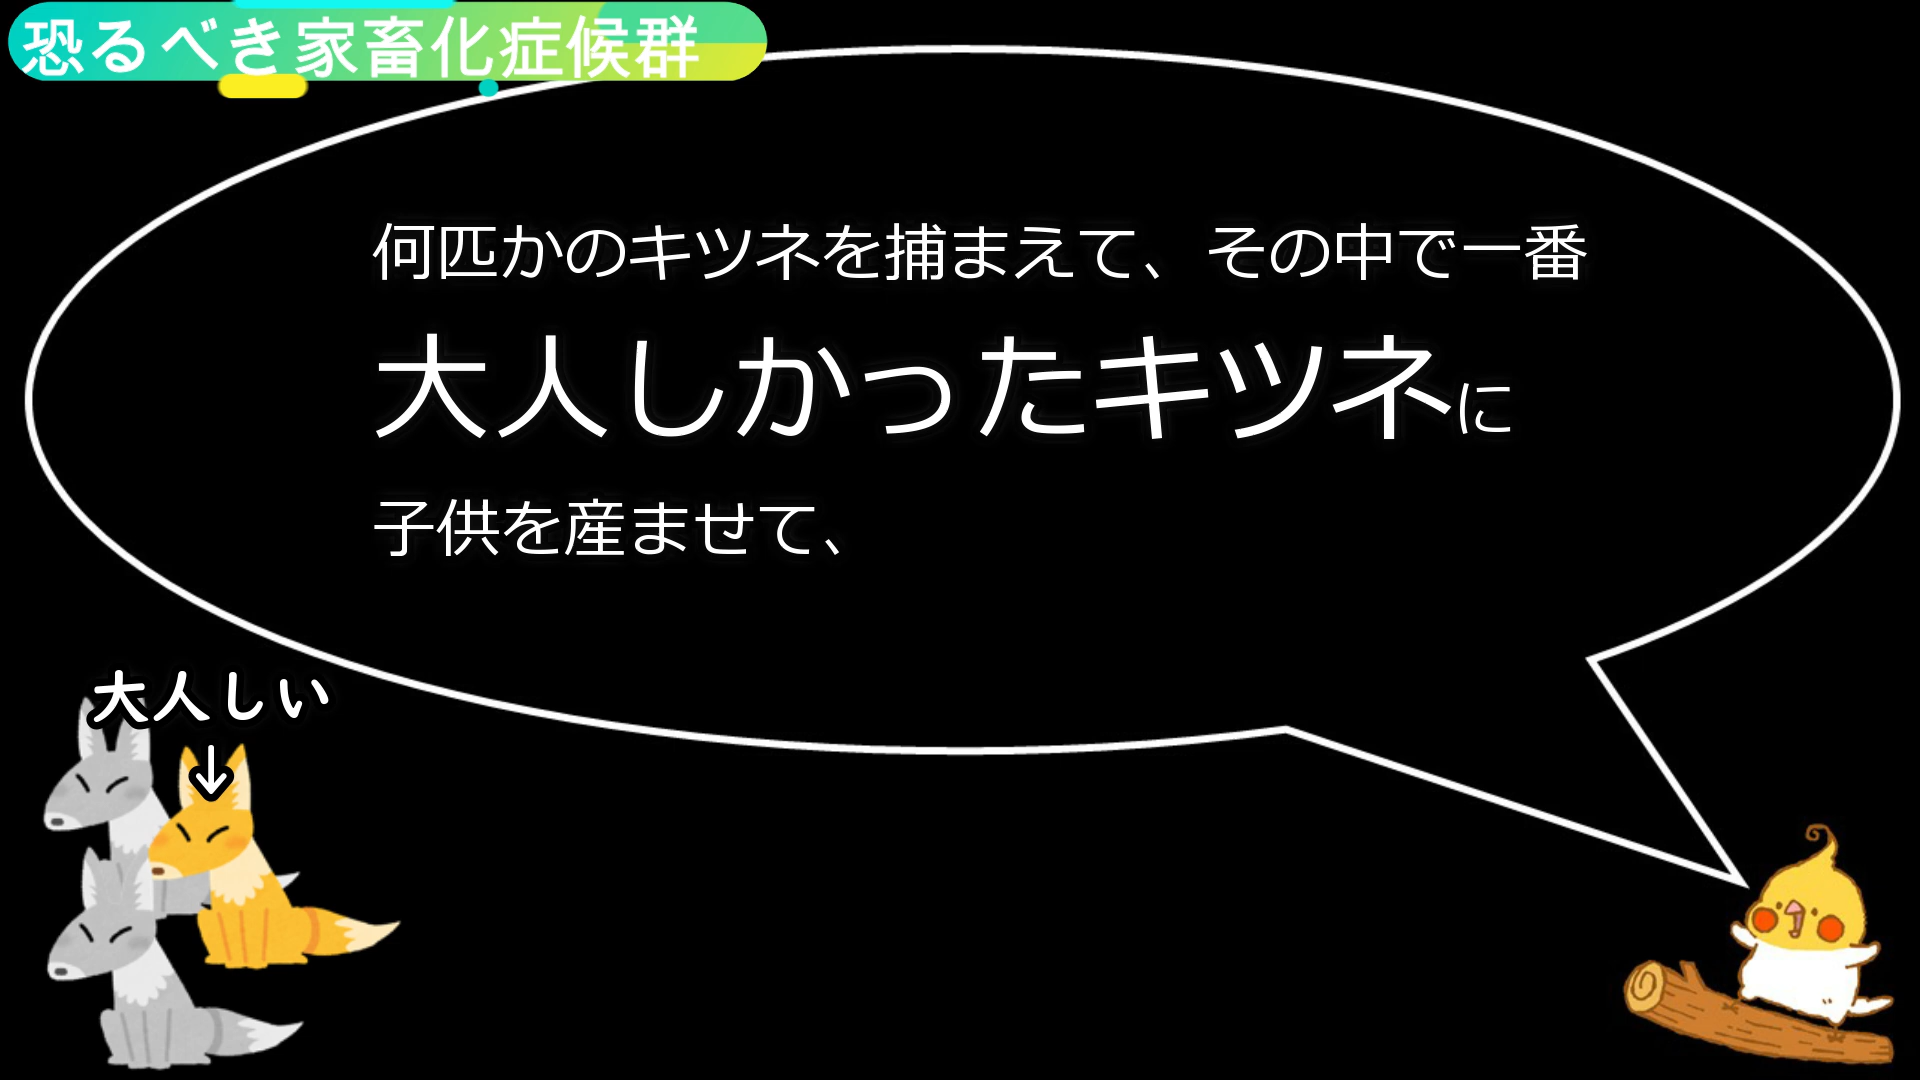 恐るべき家畜化症候群
何匹かのキツネを捕まえて、その中で一番
大人しかったキツネに
子供を産ませて、
大人しい
↓